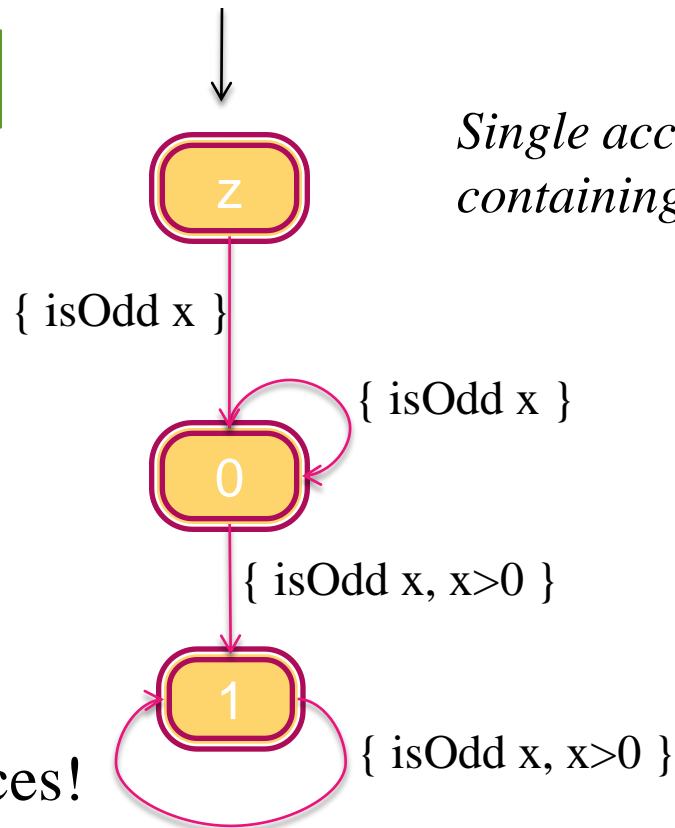 Single acc
containing
z
{ isOdd x }
{ isOdd x }
0
{ isOdd x, x>0 }
1
{ isOdd x, x>0 }
ces!